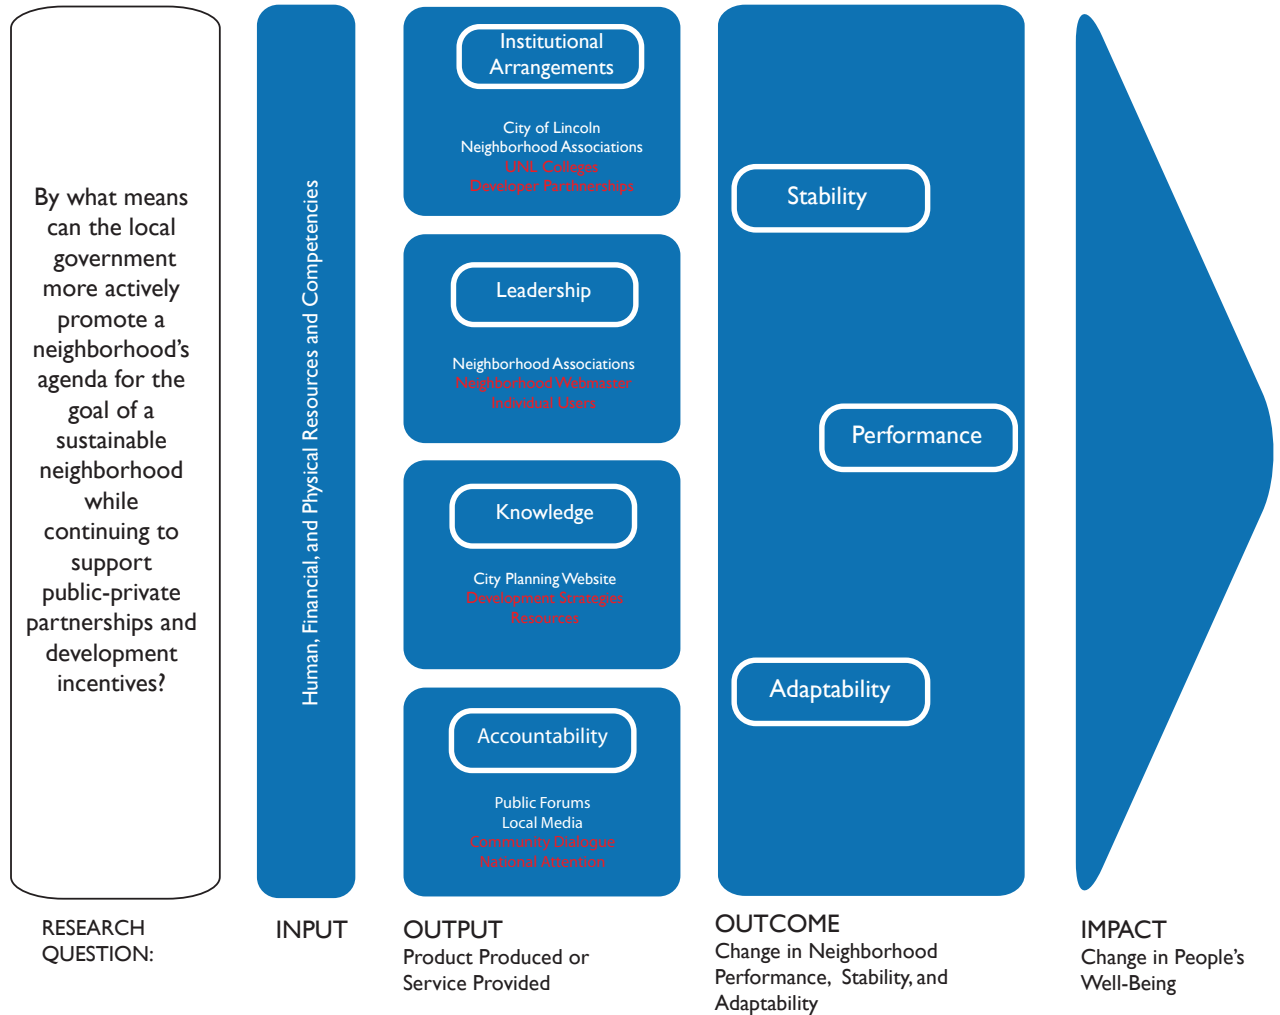 By what means
can the local
government
more actively
promote a
neighborhood’s
agenda for the
goal of a
sustainable
neighborhood
while
continuing to
support
public-private
partnerships and
development
incentives?
RESEARCH
QUESTION:
Human, Financial, and Physical Resources and Competencies
INPUT
Institutional
Arrangements
City of Lincoln
Neighborhood Associations
UNL Colleges
Developer Parthnerships
Leadership
Neighborhood Associations
Neighborhood Webmaster
Individual Users
Knowledge
City Planning Website
Development Strategies
Resources
Accountability
Public Forums
Local Media
Community Dialogue
National Attention
OUTPUT
Product Produced or
Service Provided
Stability
Performance
Adaptability
OUTCOME
Change in Neighborhood
Performance, Stability, and
Adaptability
IMPACT
Change in People’s
Well-Being